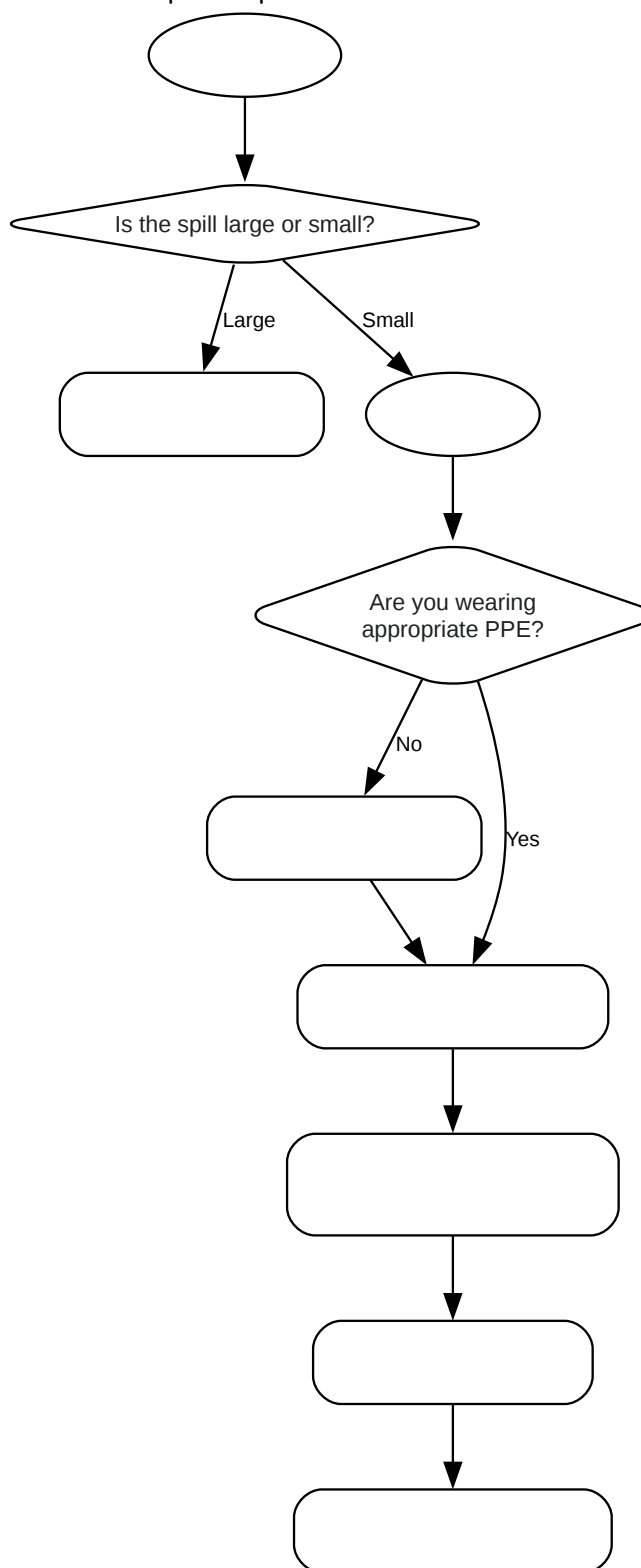 Is the spill large or small?
Large
Small
Are you wearing
appropriate PPE?
No
Yes